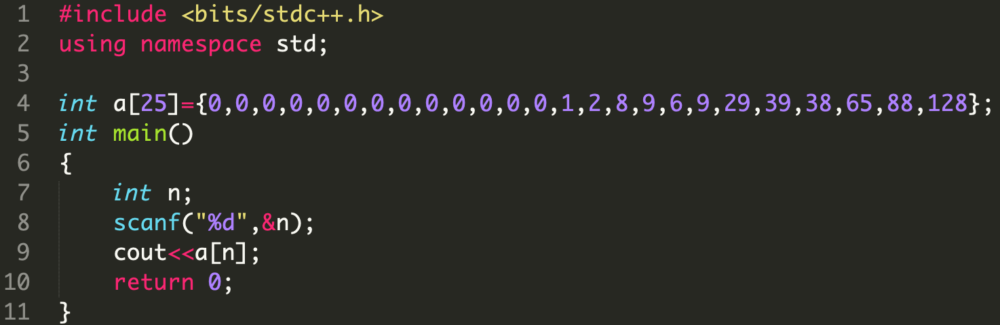 1 #include <bits/stdc++.h>
2 using namespace std;
3
4 int a[25]={0,0,0,0,0,0,0,0,0,0,0,0,0,1,2,8,9,6,9,29,39,38,65,88,128};
5 int main()
6 {
7 int n;
8 scanf("%d",&n);
9 cout<<a[n];
10 return 0;
11 }